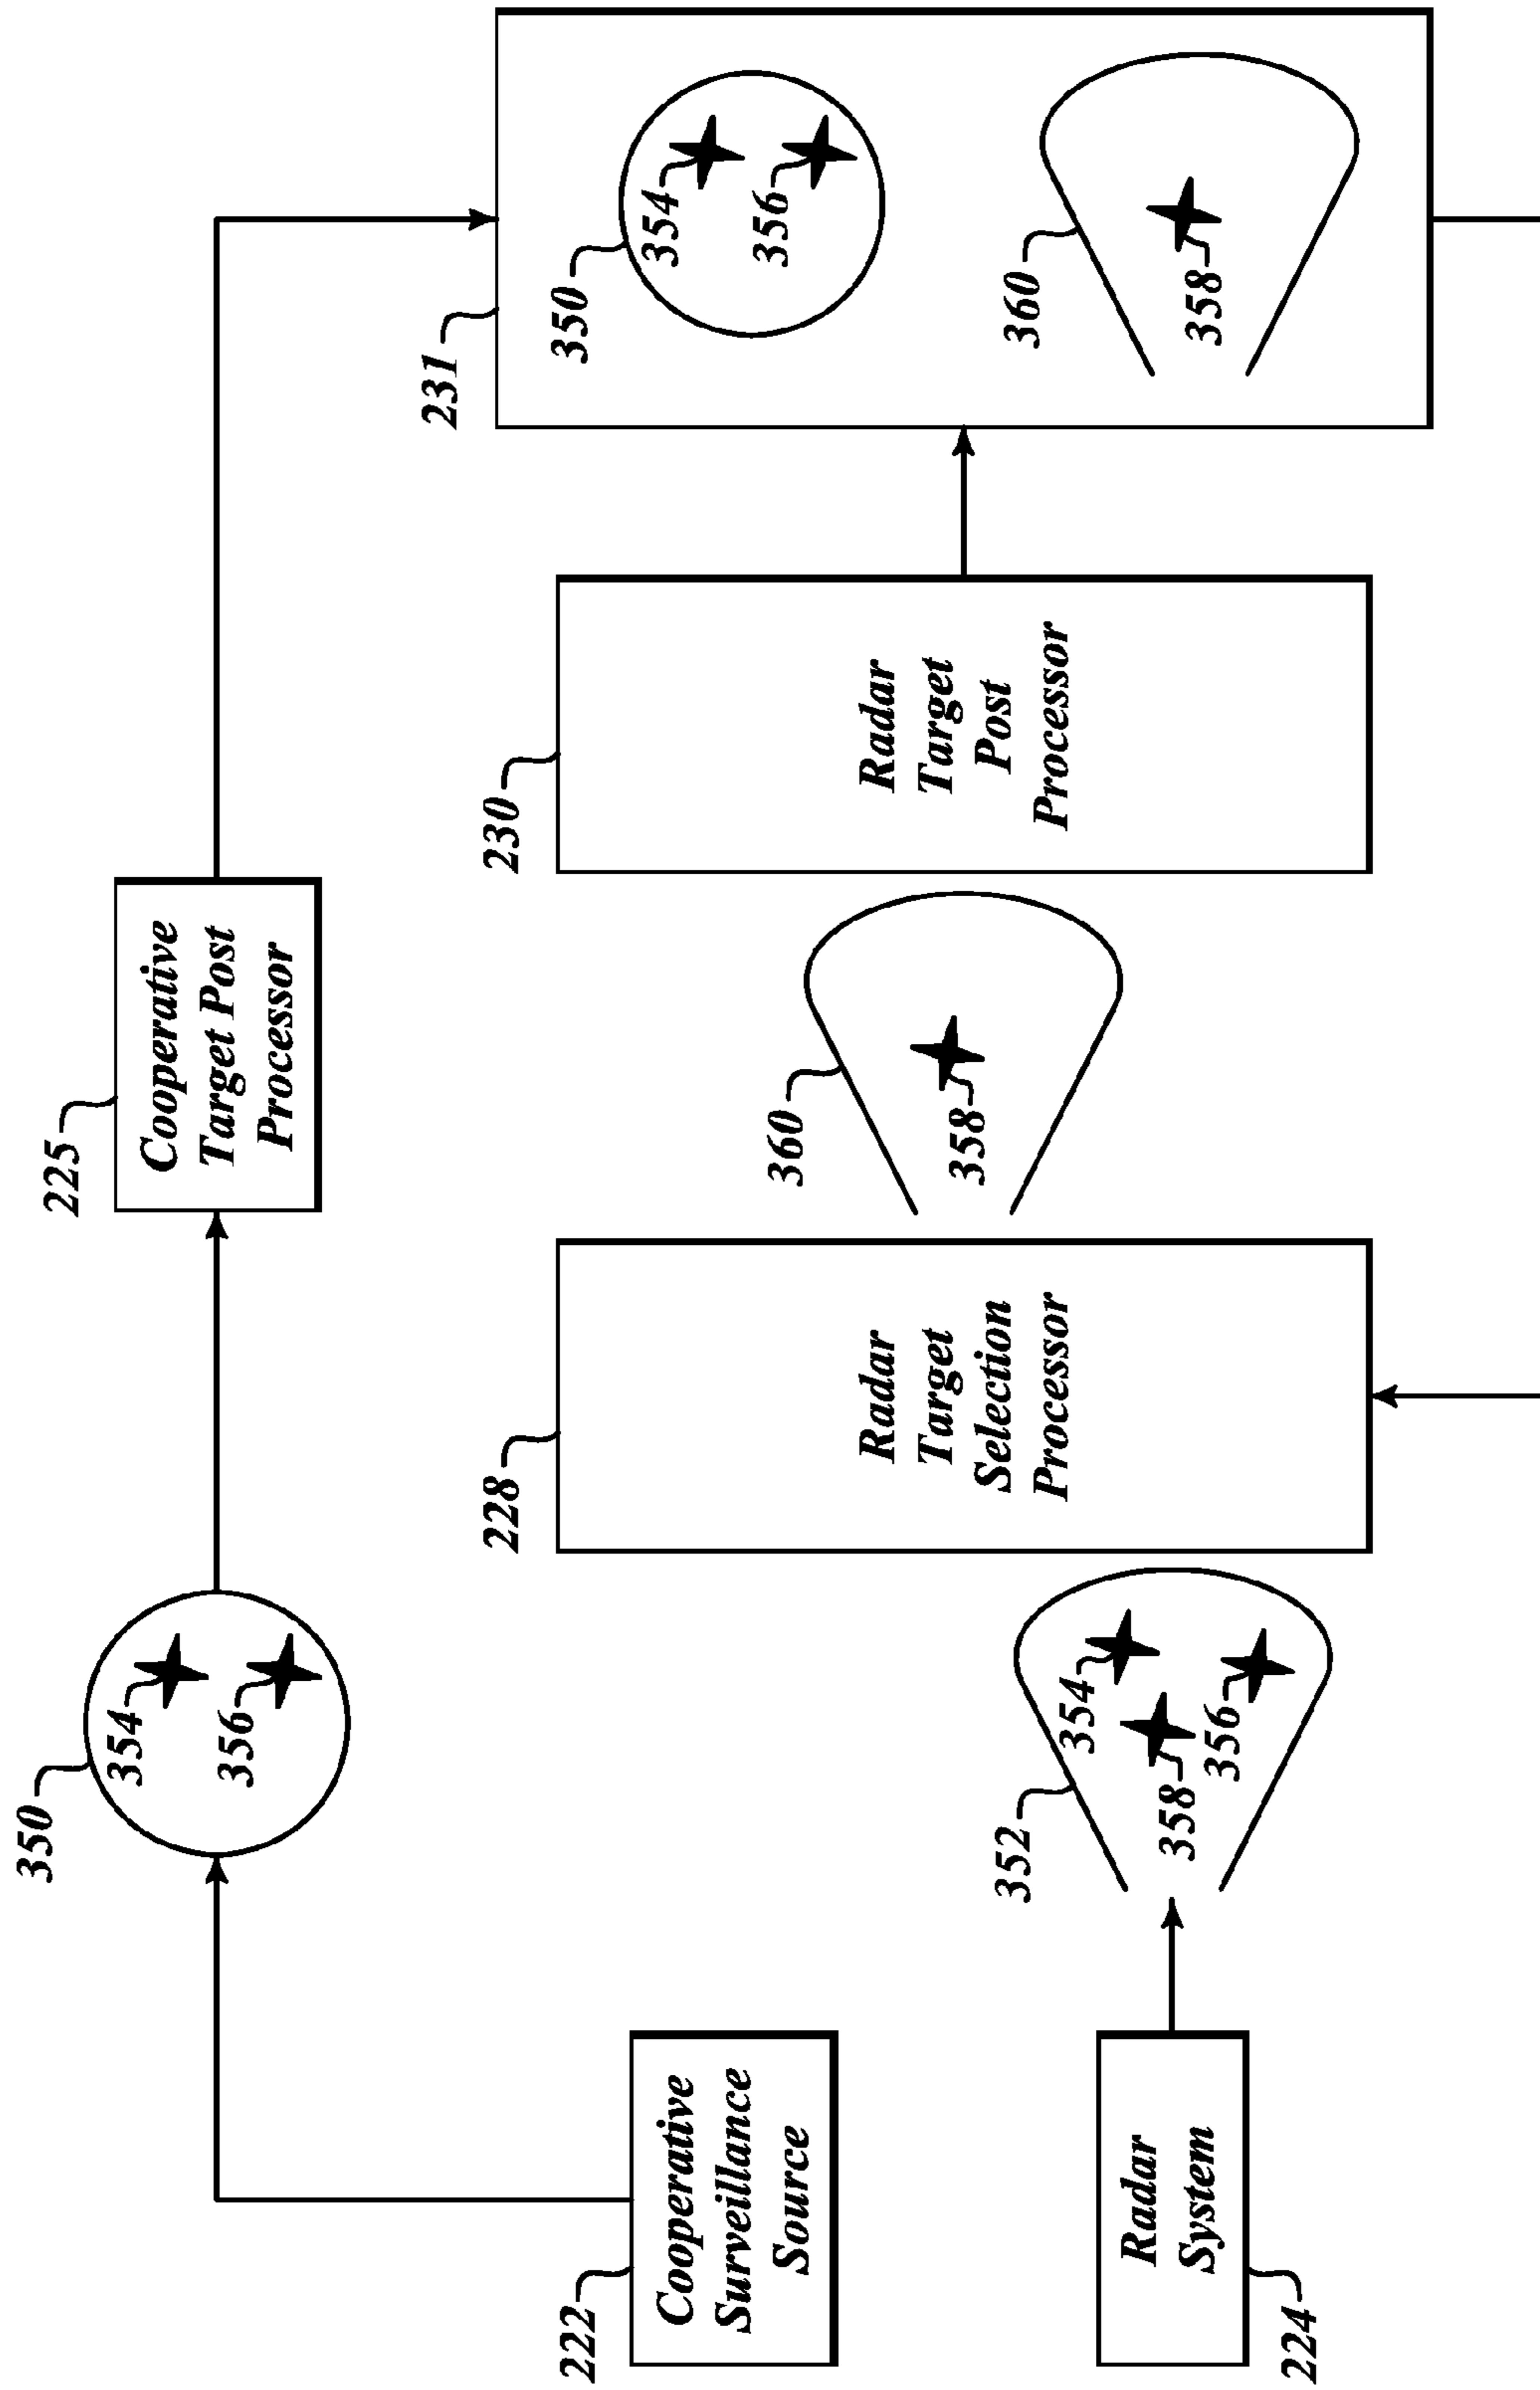 350
354
356
225
Cooperative
Target Post
Processor
222
Cooperative
Surveillance
Source
224
Radar
System
352
354
358
356
228
Radar
Target
Selection
Processor
360
358
230
Radar
Target
Post
Processor
231
350
354
356
360
358